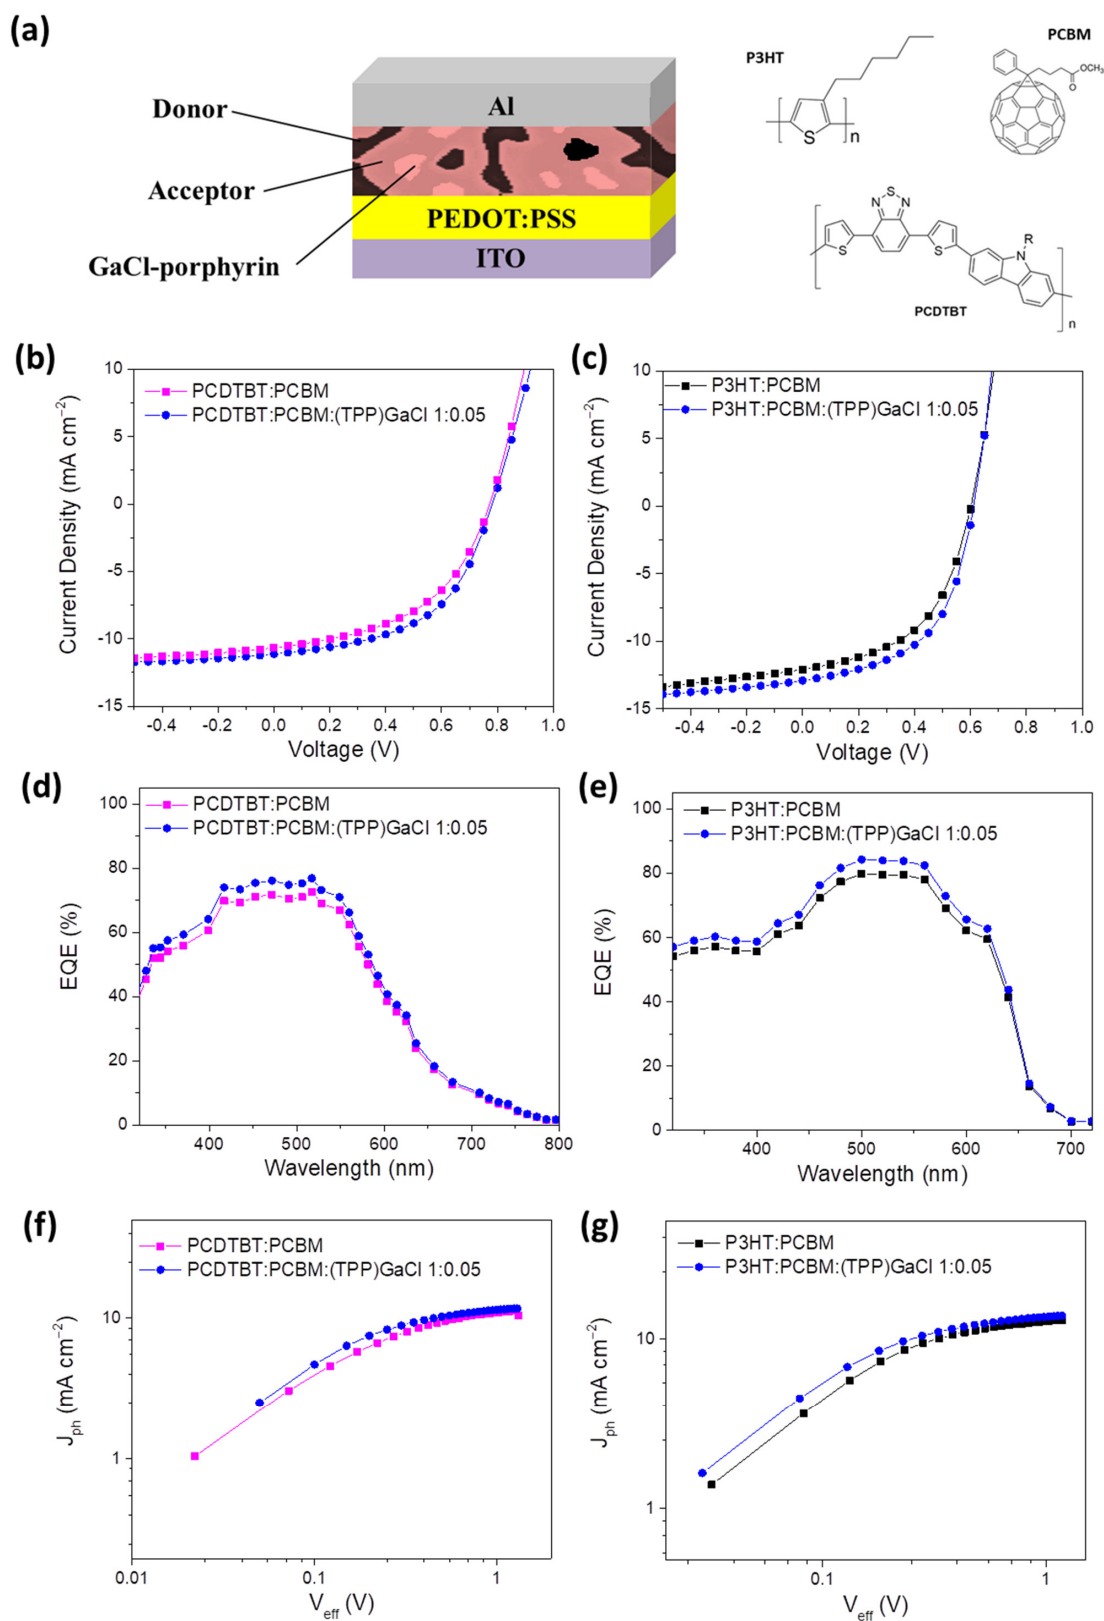 (a)
Donor
Acceptor
GaCl-porphyrin
Al
PEDOT:PSS
ITO
P3HT
S
n
PCBM
OCH₃
O
S
N
N
S
S
N
R
n
PCDTBT
(b)
PCDTBT:PCBM
PCDTBT:PCBM:(TPP)GaCl 1:0.05
Current Density (mA cm⁻²)
10
5
0
-5
-10
-15
-0.4 -0.2 0.0 0.2 0.4 0.6 0.8 1.0
Voltage (V)
(c)
P3HT:PCBM
P3HT:PCBM:(TPP)GaCl 1:0.05
Current Density (mA cm⁻²)
10
5
0
-5
-10
-15
-0.4 -0.2 0.0 0.2 0.4 0.6 0.8 1.0
Voltage (V)
(d)
PCDTBT:PCBM
PCDTBT:PCBM:(TPP)GaCl 1:0.05
EQE (%)
100
80
60
40
20
0
400 500 600 700 800
Wavelength (nm)
(e)
P3HT:PCBM
P3HT:PCBM:(TPP)GaCl 1:0.05
EQE (%)
100
80
60
40
20
0
400 500 600 700
Wavelength (nm)
(f)
PCDTBT:PCBM
PCDTBT:PCBM:(TPP)GaCl 1:0.05
J_ph (mA cm⁻²)
10
1
0.01 0.1 1
V_eff (V)
(g)
P3HT:PCBM
P3HT:PCBM:(TPP)GaCl 1:0.05
J_ph (mA cm⁻²)
10
1
0.1 1
V_eff (V)